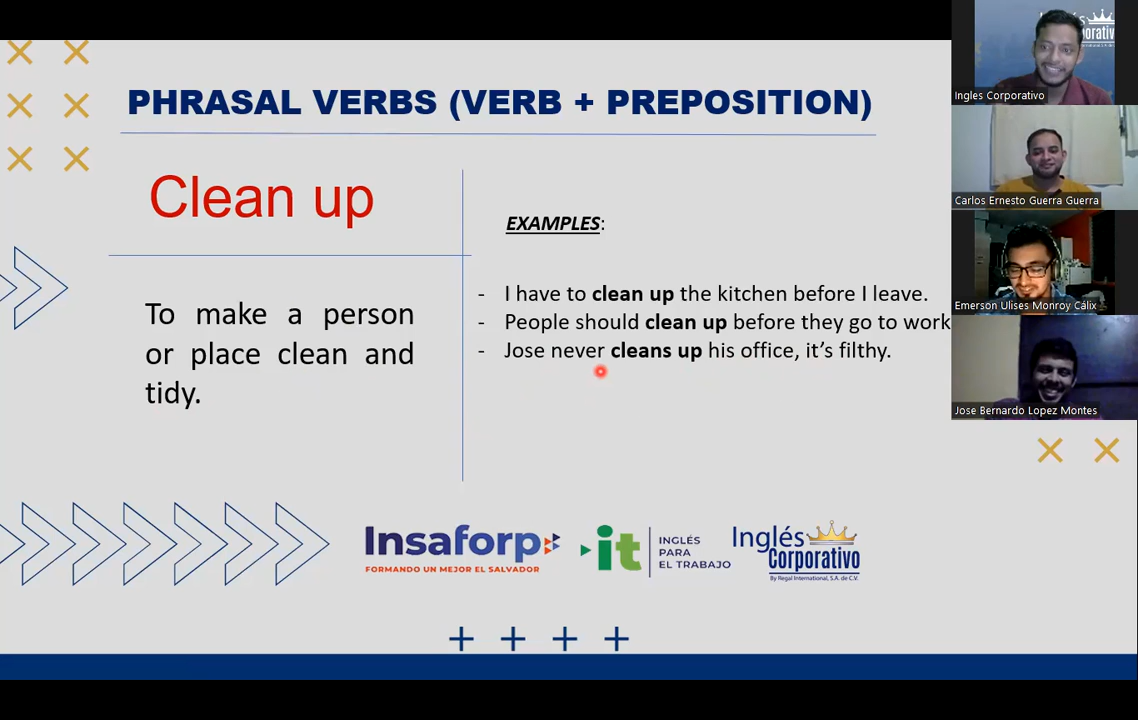 PHRASAL VERBS (VERB + PREPOSITION)
Clean up
To make a person
or place clean and
tidy.
EXAMPLES:
- I have to clean up the kitchen before I leave.
- People should clean up before they go to work
- Jose never cleans up his office, it's filthy.
Insaforp
FORMANDO UN MEJOR EL SALVADOR
it
INGLÉS
PARA
EL TRABAJO
Inglés
Corporativo
By Regal International, S.A. de C.V.
Ingles Corporativo
Carlos Ernesto Guerra Guerra
Emerson Ulises Monroy Cálix
Jose Bernardo Lopez Montes